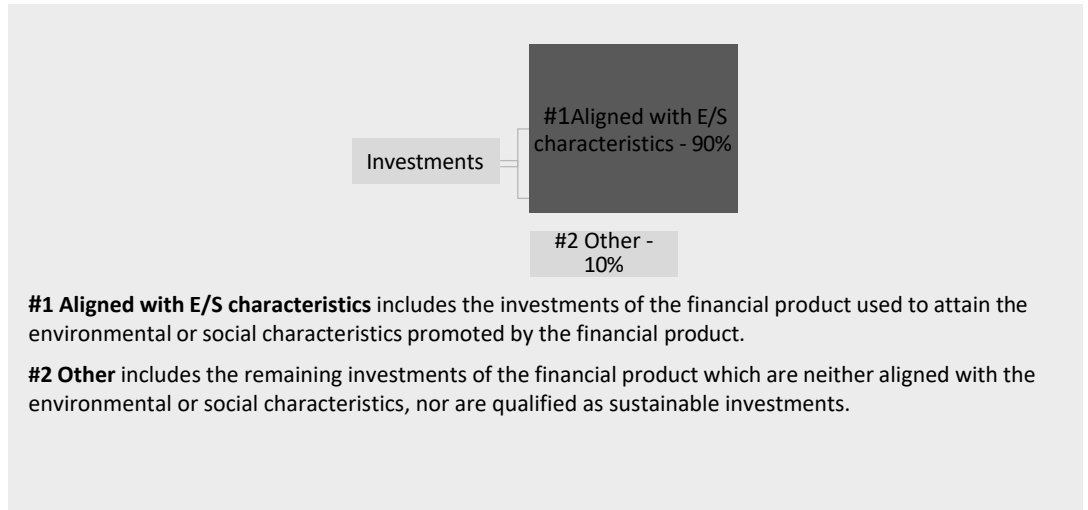 #1Aligned with E/S
characteristics - 90%
Investments
#2 Other -
10%
#1 Aligned with E/S characteristics includes the investments of the financial product used to attain the
environmental or social characteristics promoted by the financial product.
#2 Other includes the remaining investments of the financial product which are neither aligned with the
environmental or social characteristics, nor are qualified as sustainable investments.